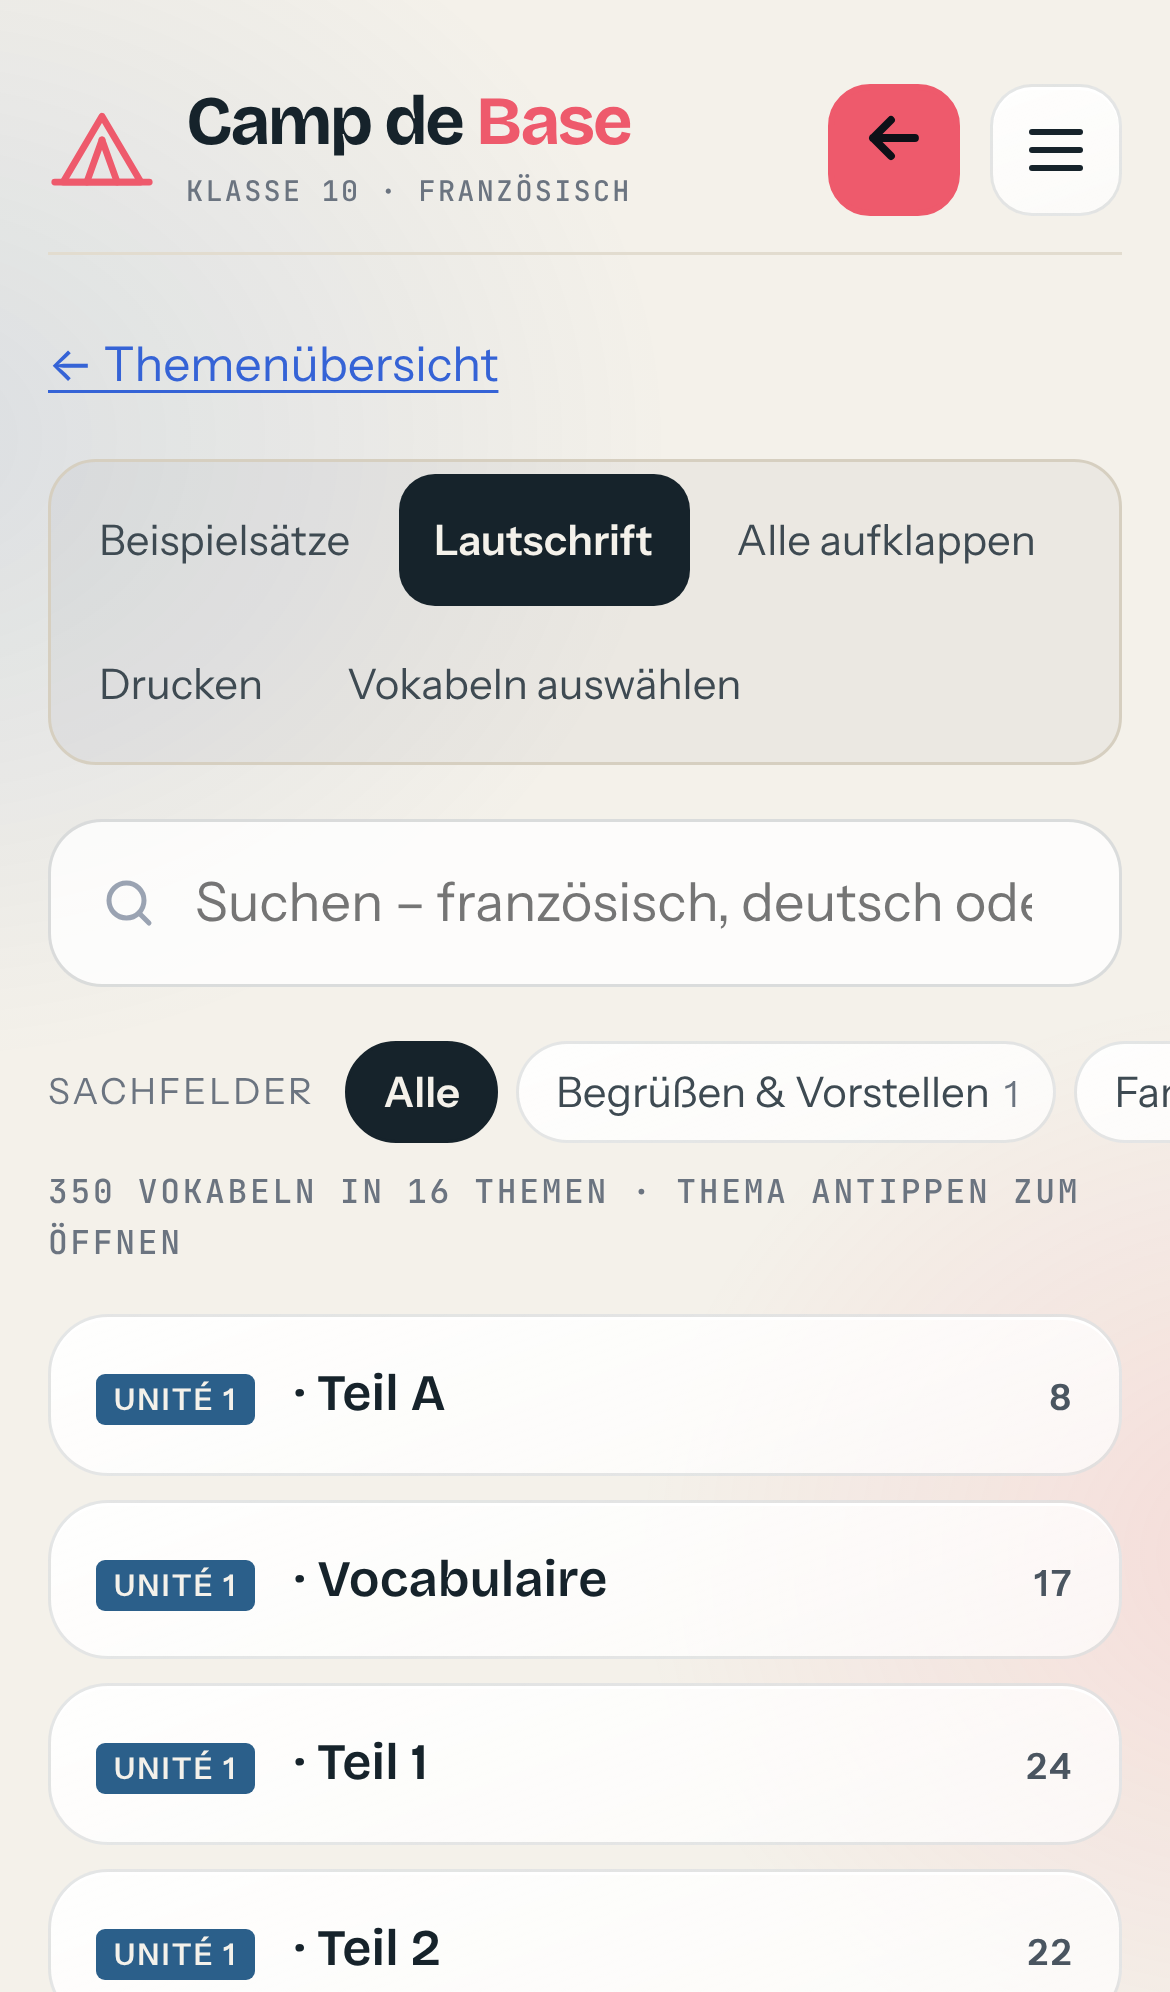 Camp de Base
KLASSE 10 · FRANZÖSISCH
← Themenübersicht
Beispielsätze Lautschrift Alle aufklappen
Drucken Vokabeln auswählen
Suchen – französisch, deutsch ode
SACHFELDER Alle Begrüßen & Vorstellen 1
350 VOKABELN IN 16 THEMEN · THEMA ANTIPPEN ZUM
ÖFFNEN
UNITÉ 1 · Teil A 8
UNITÉ 1 · Vocabulaire 17
UNITÉ 1 · Teil 1 24
UNITÉ 1 · Teil 2 22